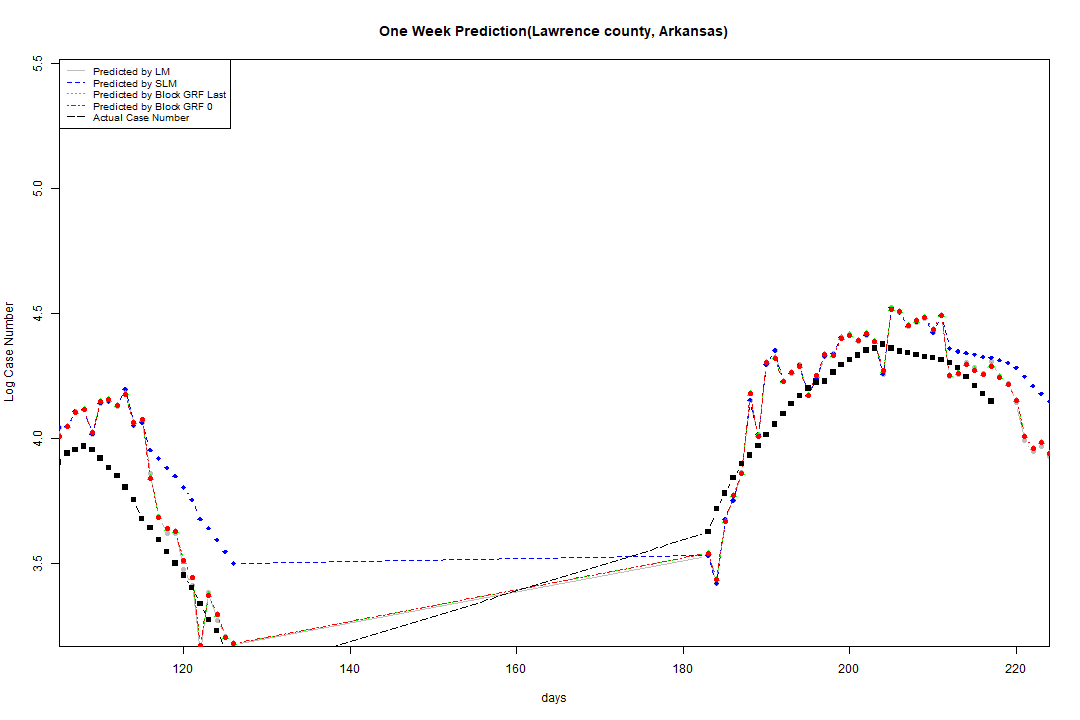 One Week Prediction(Lawrence county, Arkansas)
Predicted by LM
Predicted by SLM
Predicted by Block GRF Last
Predicted by Block GRF 0
Actual Case Number
5.5
5.0
4.5
4.0
3.5
Log Case Number
120 140 160 180 200 220
days